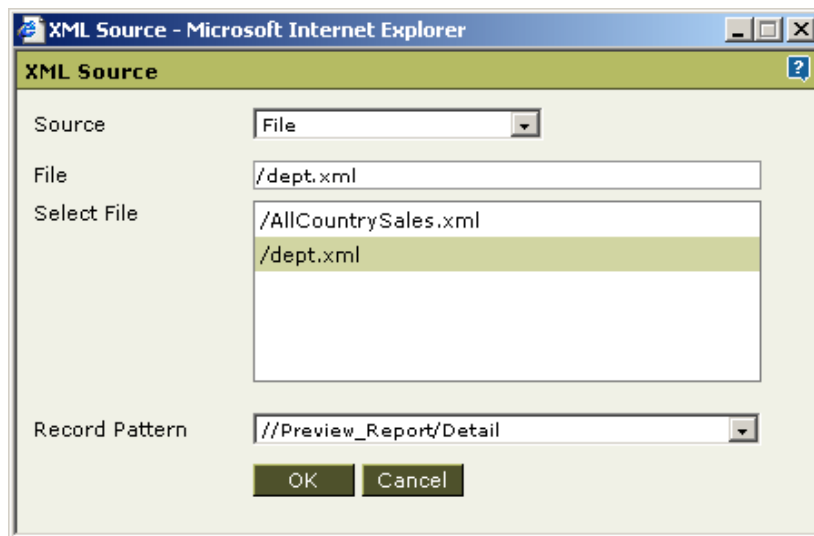 XML Source - Microsoft Internet Explorer
XML Source
?
Source File
File /dept.xml
Select File /AllCountrySales.xml
/dept.xml
Record Pattern //Preview_Report/Detail
OK Cancel